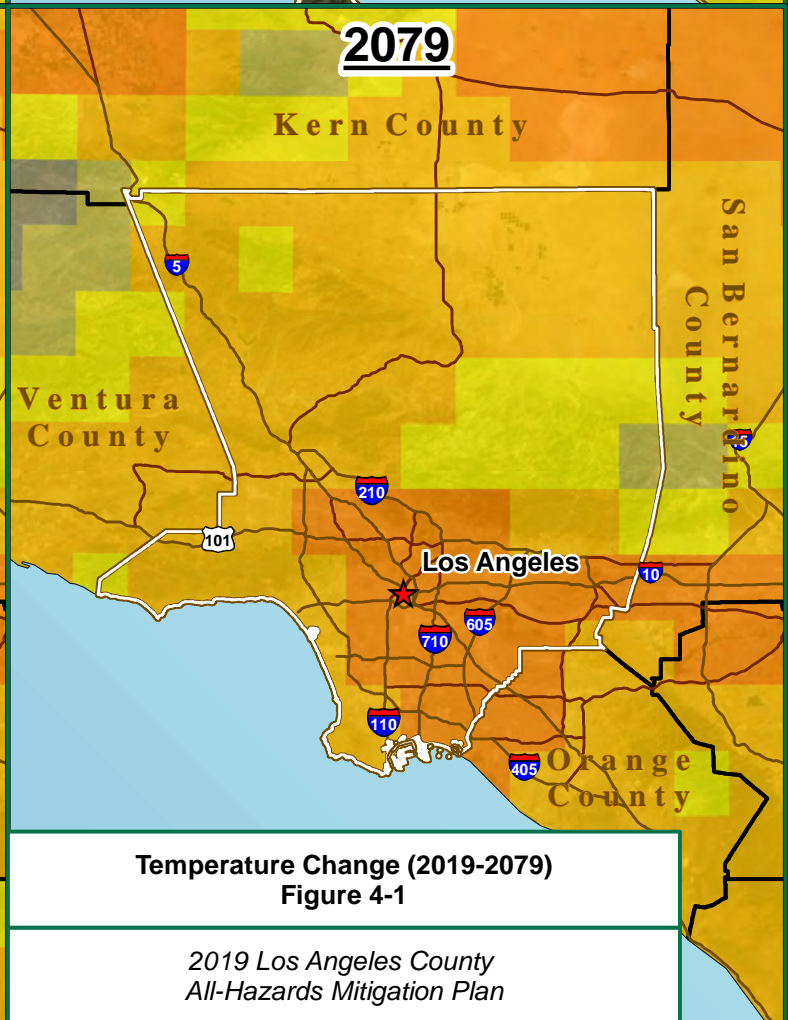 2079
Kern County
San Bernardino
County
5
Ventura
County
210
101
Los Angeles
10
605
710
110
405
Orange
County
Temperature Change (2019-2079)
Figure 4-1
2019 Los Angeles County
All-Hazards Mitigation Plan